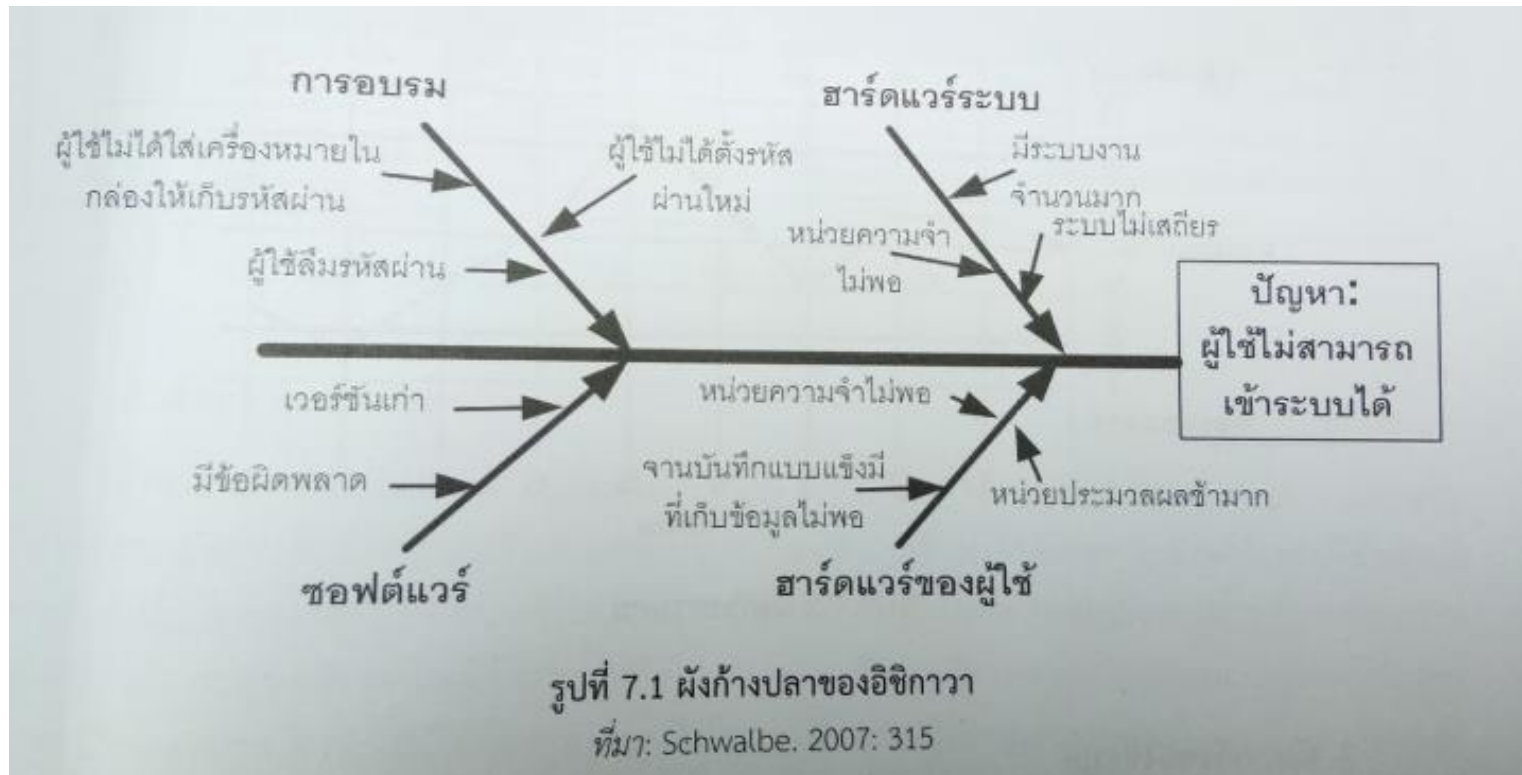 การอบรม
ฮาร์ดแวร์ระบบ
ผู้ใช้ไม่ได้ใส่เครื่องหมายใน
กล่องให้เก็บรหัสผ่าน
ผู้ใช้ไม่ได้ตั้งรหัส
ผ่านใหม่
ผู้ใช้ลืมรหัสผ่าน
มีระบบงาน
จำนวนมาก
หน่วยความจำ
ไม่พอ
ระบบไม่เสถียร
ปัญหา:
ผู้ใช้ไม่สามารถ
เข้าระบบได้
เวอร์ชันเก่า
มีข้อผิดพลาด
หน่วยความจำไม่พอ
จานบันทึกแบบแข็งมี
ที่เก็บข้อมูลไม่พอ
หน่วยประมวลผลช้ามาก
ซอฟต์แวร์
ฮาร์ดแวร์ของผู้ใช้
รูปที่ 7.1 ผังก้างปลาของอิชิกาวา
ที่มา: Schwalbe. 2007: 315